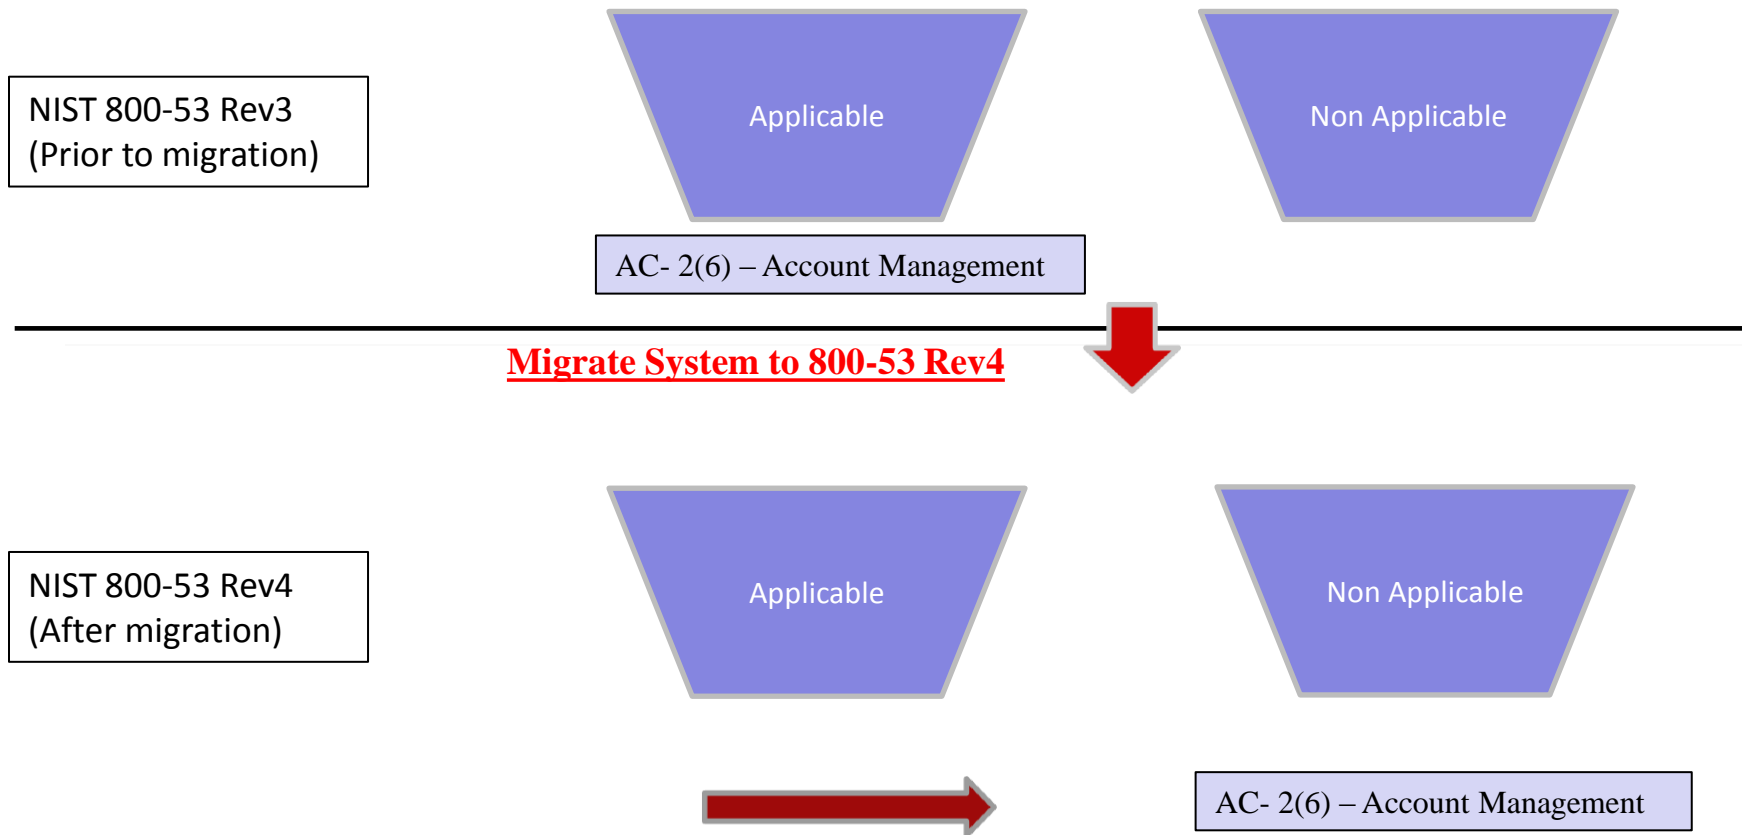 NIST 800-53 Rev3
(Prior to migration)
Applicable
Non Applicable
AC- 2(6) – Account Management
Migrate System to 800-53 Rev4
NIST 800-53 Rev4
(After migration)
Applicable
Non Applicable
AC- 2(6) – Account Management